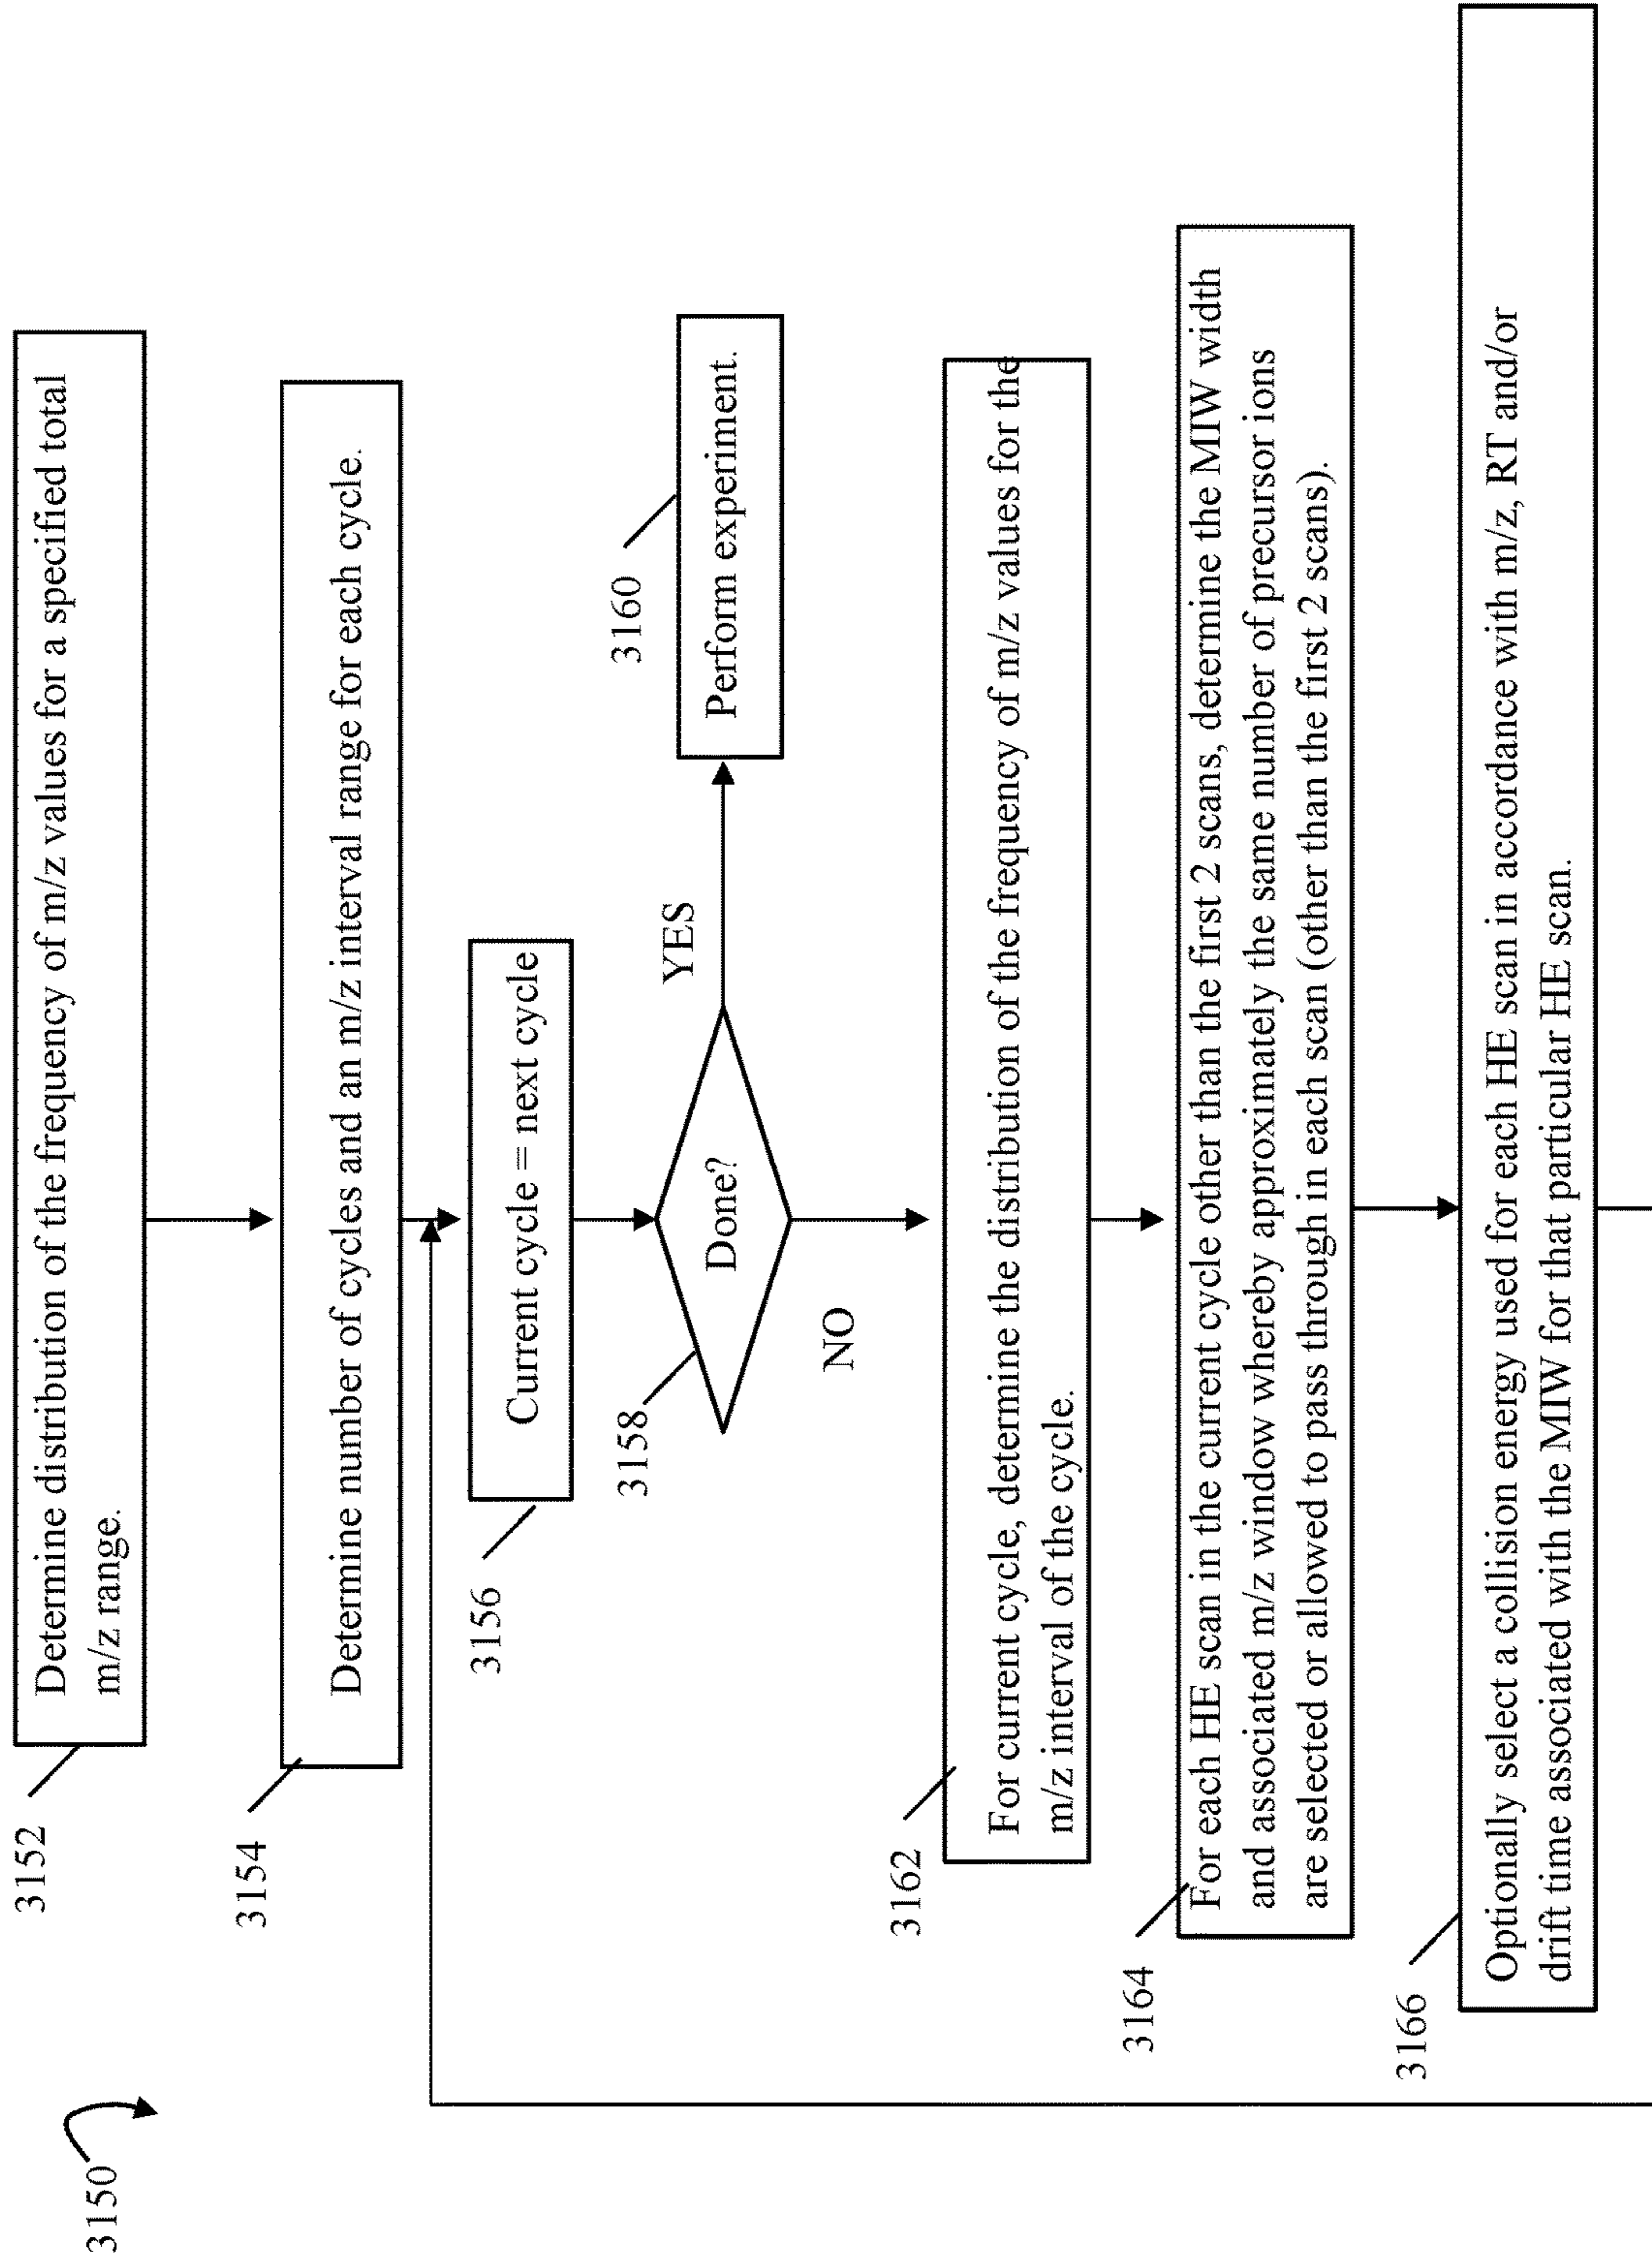 3150
3152
Determine distribution of the frequency of m/z values for a specified total
m/z range.
3154
Determine number of cycles and an m/z interval range for each cycle.
3156
Current cycle = next cycle
3158
Done?
YES
3160
Perform experiment.
NO
3162
For current cycle, determine the distribution of the frequency of m/z values for the
m/z interval of the cycle.
3164
For each HE scan in the current cycle other than the first 2 scans, determine the MIW width
and associated m/z window whereby approximately the same number of precursor ions
are selected or allowed to pass through in each scan (other than the first 2 scans).
3166
Optionally select a collision energy used for each HE scan in accordance with m/z, RT and/or
drift time associated with the MIW for that particular HE scan.